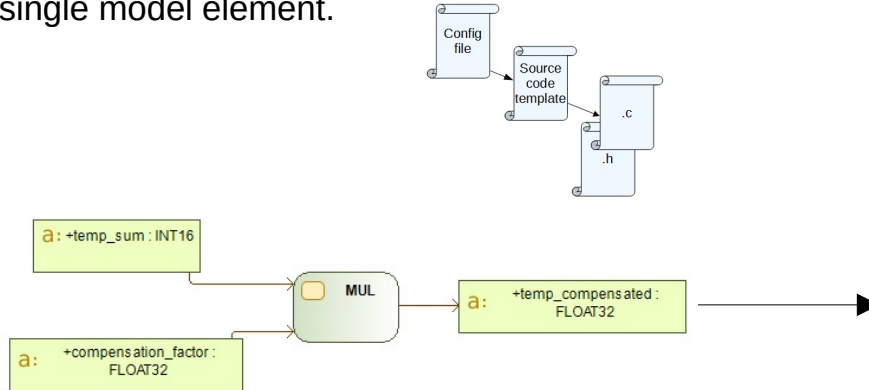 single model element.
Config
file
Source
code
template
.c
.h
a: +temp_sum : INT16
MUL
a: +temp_compensated :
FLOAT32
a: +compensation_factor :
FLOAT32